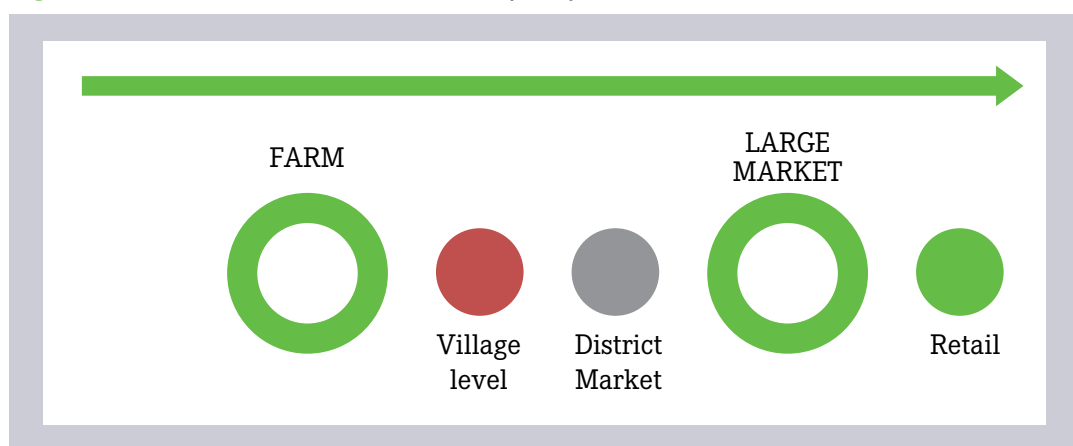 FARM
LARGE
MARKET
Village
level
District
Market
Retail